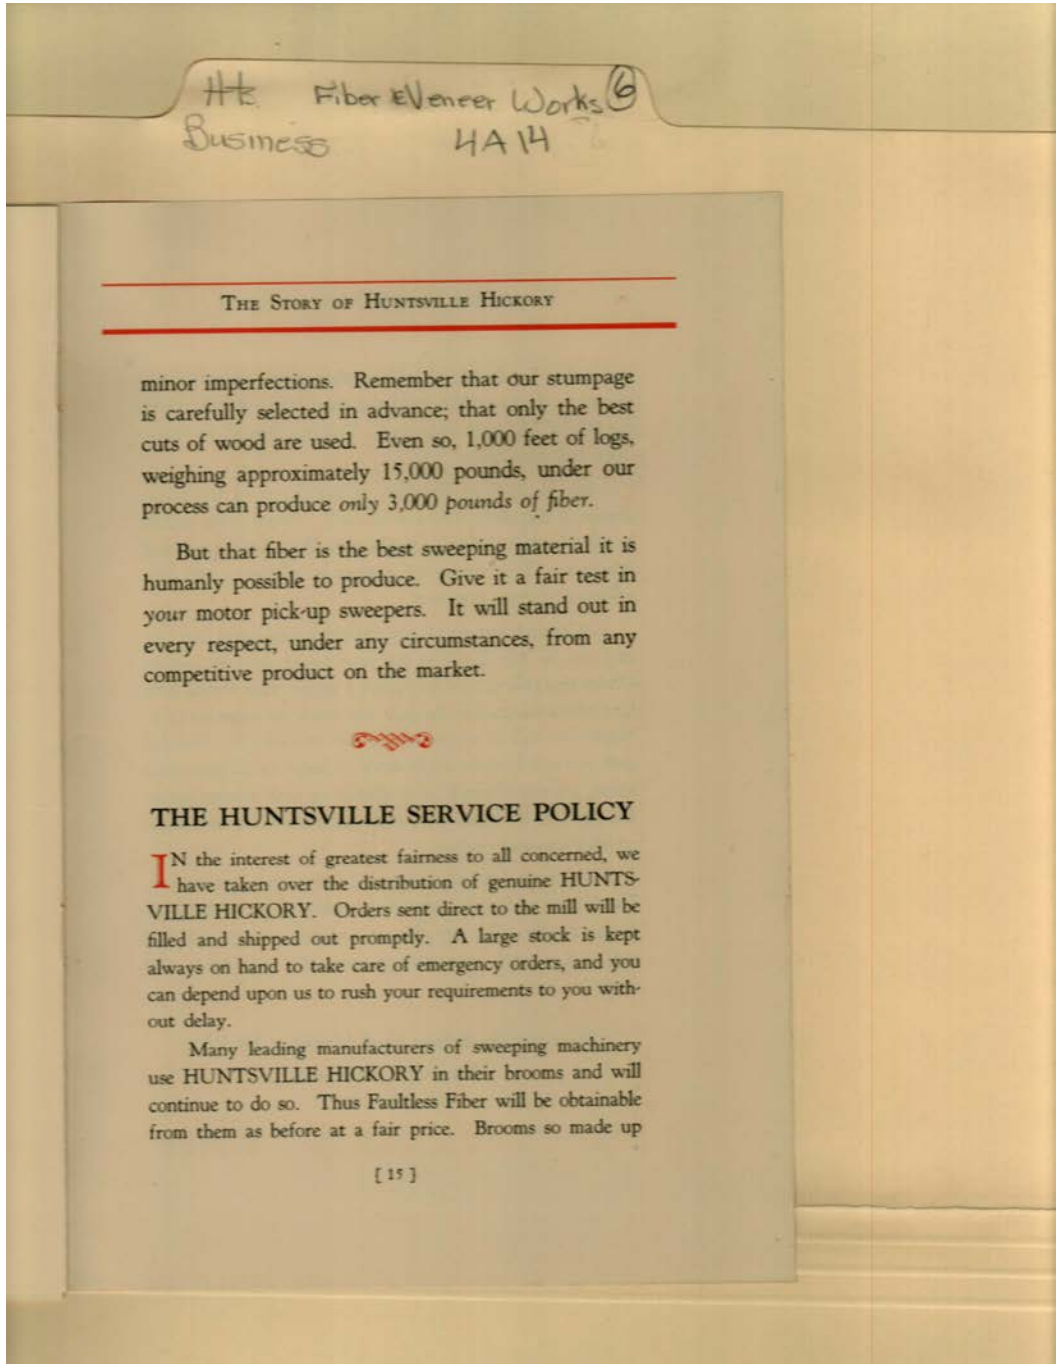 Fiber & Veneer Works 6
Business 4A14
THE STORY OF HUNTSVILLE HICKORY
minor imperfections. Remember that our stumpage
is carefully selected in advance; that only the best
cuts of wood are used. Even so, 1,000 feet of logs,
weighing approximately 15,000 pounds, under our
process can produce only 3,000 pounds of fiber.
But that fiber is the best sweeping material it is
humanly possible to produce. Give it a fair test in
your motor pick-up sweepers. It will stand out in
every respect, under any circumstances, from any
competitive product on the market.
THE HUNTSVILLE SERVICE POLICY
IN the interest of greatest fairness to all concerned, we
have taken over the distribution of genuine HUNTS-
VILLE HICKORY. Orders sent direct to the mill will be
filled and shipped out promptly. A large stock is kept
always on hand to take care of emergency orders, and you
can depend upon us to rush your requirements to you with-
out delay.
Many leading manufacturers of sweeping machinery
use HUNTSVILLE HICKORY in their brooms and will
continue to do so. Thus Faultless Fiber will be obtainable
from them as before at a fair price. Brooms so made up
[ 15 ]